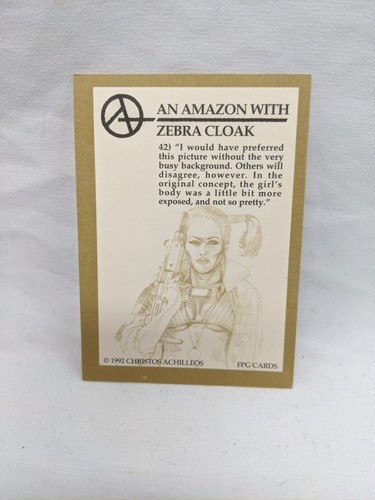 AN AMAZON WITH
ZEBRA CLOAK
42) "I would have preferred
this picture without the very
busy background. Others will
disagree, however. In the
original concept, the girl's
body was a little bit more
exposed, and not so pretty."
© 1992 CHRISTOS ACHILLEOS
FPG CARDS